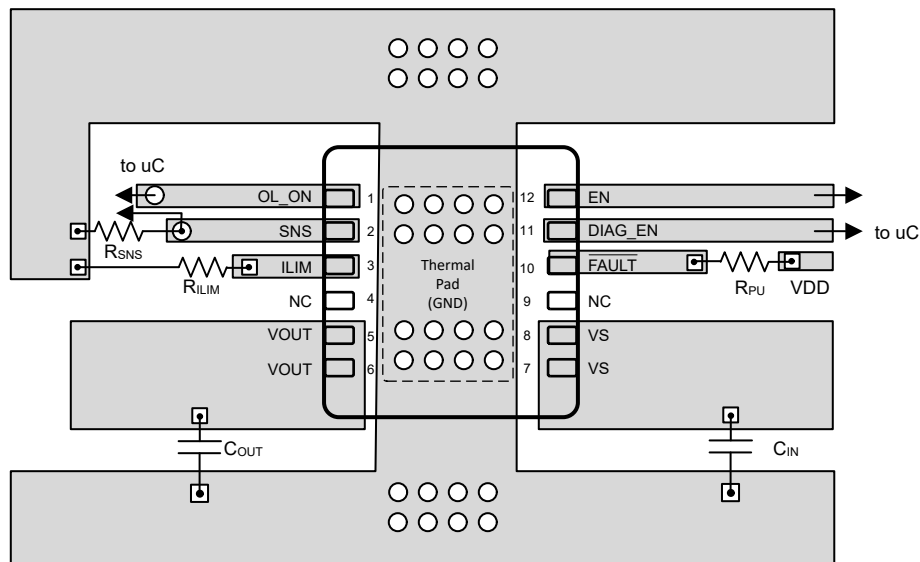 to uC
OL_ON 1
SNS 2
RSNS
ILIM 3
RILIM
NC 4
VOUT 5
VOUT 6
COUT
Thermal
Pad
(GND)
12 EN
11 DIAG_EN
to uC
10 FAULT
RPU VDD
9 NC
8 VS
7 VS
CIN